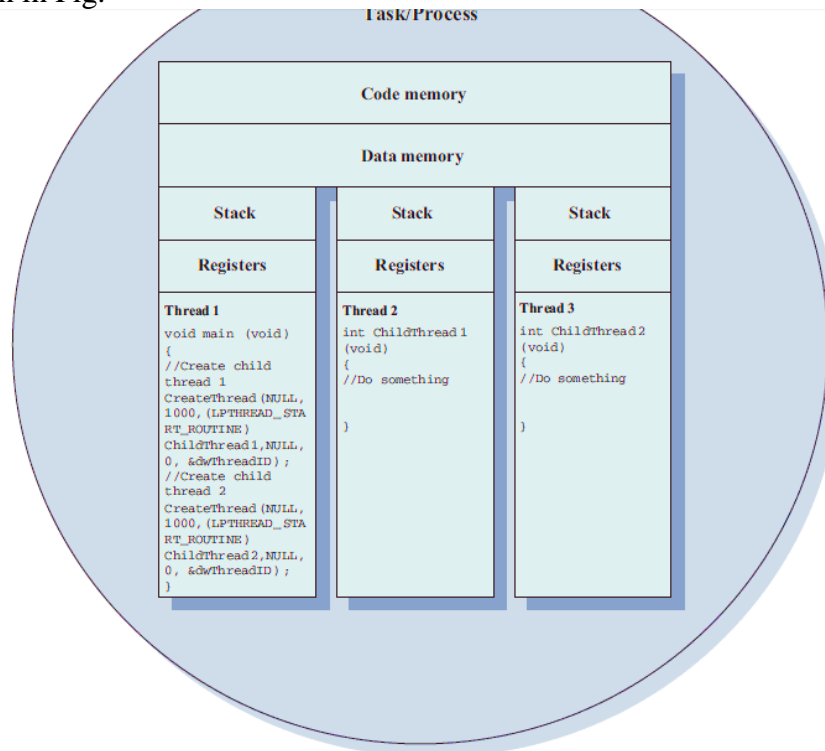 n in Fig.
Task/Process
Code memory
Data memory
Stack
Registers
Thread 1
void main (void)
{
//Create child
thread 1
CreateThread(NULL,
1000,(LPTHREAD_STA
RT_ROUTINE)
ChildThread1,NULL,
0, &dwThreadID);
//Create child
thread 2
CreateThread(NULL,
1000,(LPTHREAD_STA
RT_ROUTINE)
ChildThread2,NULL,
0, &dwThreadID);
}
Stack
Registers
Thread 2
int ChildThread1
(void)
{
//Do something
}
Stack
Registers
Thread 3
int ChildThread2
(void)
{
//Do something
}